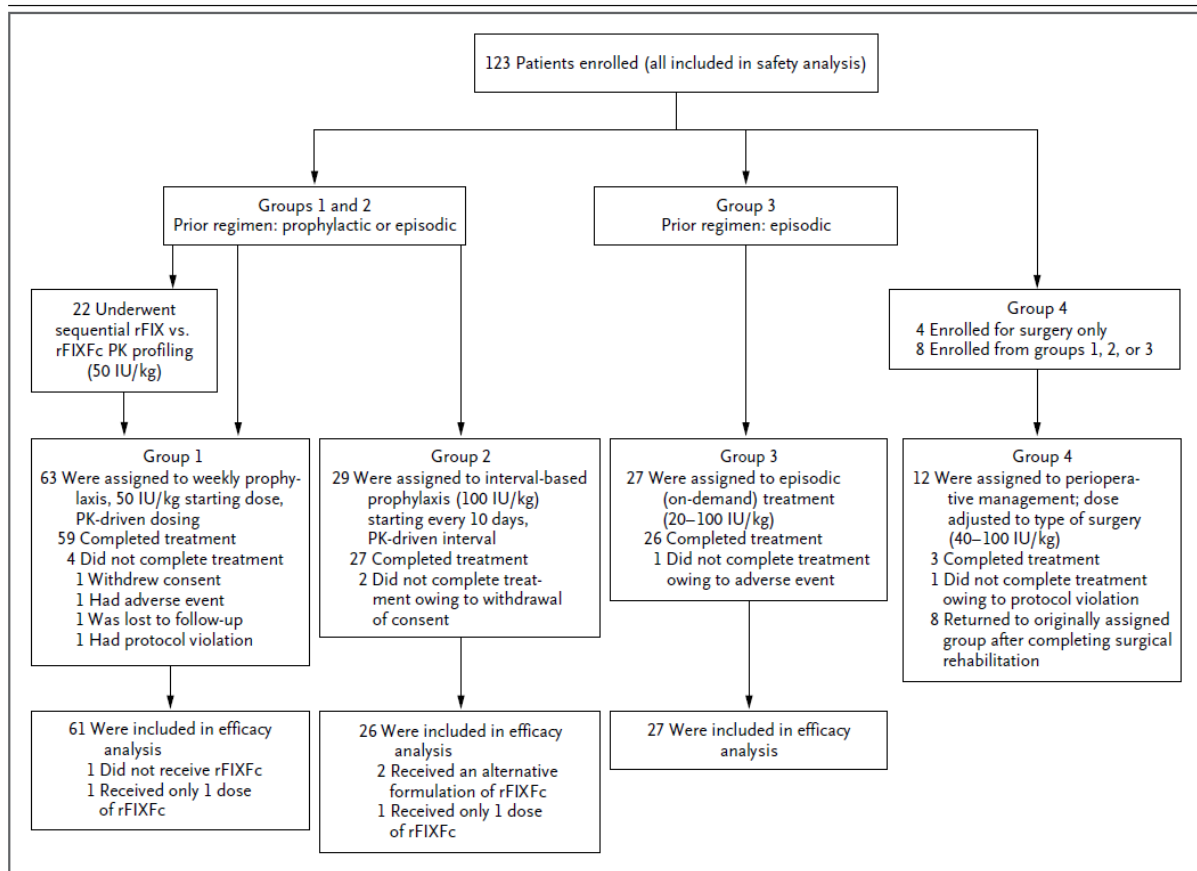 123 Patients enrolled (all included in safety analysis)
Groups 1 and 2
Prior regimen: prophylactic or episodic
Group 3
Prior regimen: episodic
22 Underwent
sequential rFIX vs.
rFIXFc PK profiling
(50 IU/kg)
Group 4
4 Enrolled for surgery only
8 Enrolled from groups 1, 2, or 3
Group 1
63 Were assigned to weekly prophy-
laxis, 50 IU/kg starting dose,
PK-driven dosing
59 Completed treatment
4 Did not complete treatment
1 Withdrew consent
1 Had adverse event
1 Was lost to follow-up
1 Had protocol violation
Group 2
29 Were assigned to interval-based
prophylaxis (100 IU/kg)
starting every 10 days,
PK-driven interval
27 Completed treatment
2 Did not complete treat-
ment owing to withdrawal
of consent
Group 3
27 Were assigned to episodic
(on-demand) treatment
(20–100 IU/kg)
26 Completed treatment
1 Did not complete treatment
owing to adverse event
Group 4
12 Were assigned to periopera-
tive management; dose
adjusted to type of surgery
(40–100 IU/kg)
3 Completed treatment
1 Did not complete treatment
owing to protocol violation
8 Returned to originally assigned
group after completing surgical
rehabilitation
61 Were included in efficacy
analysis
1 Did not receive rFIXFc
1 Received only 1 dose
of rFIXFc
26 Were included in efficacy
analysis
2 Received an alternative
formulation of rFIXFc
1 Received only 1 dose
of rFIXFc
27 Were included in efficacy
analysis